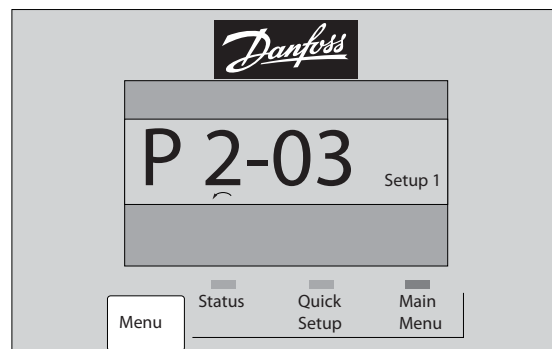 Danfoss
P 2-03
Setup 1
Status
Quick
Setup
Main
Menu
Menu